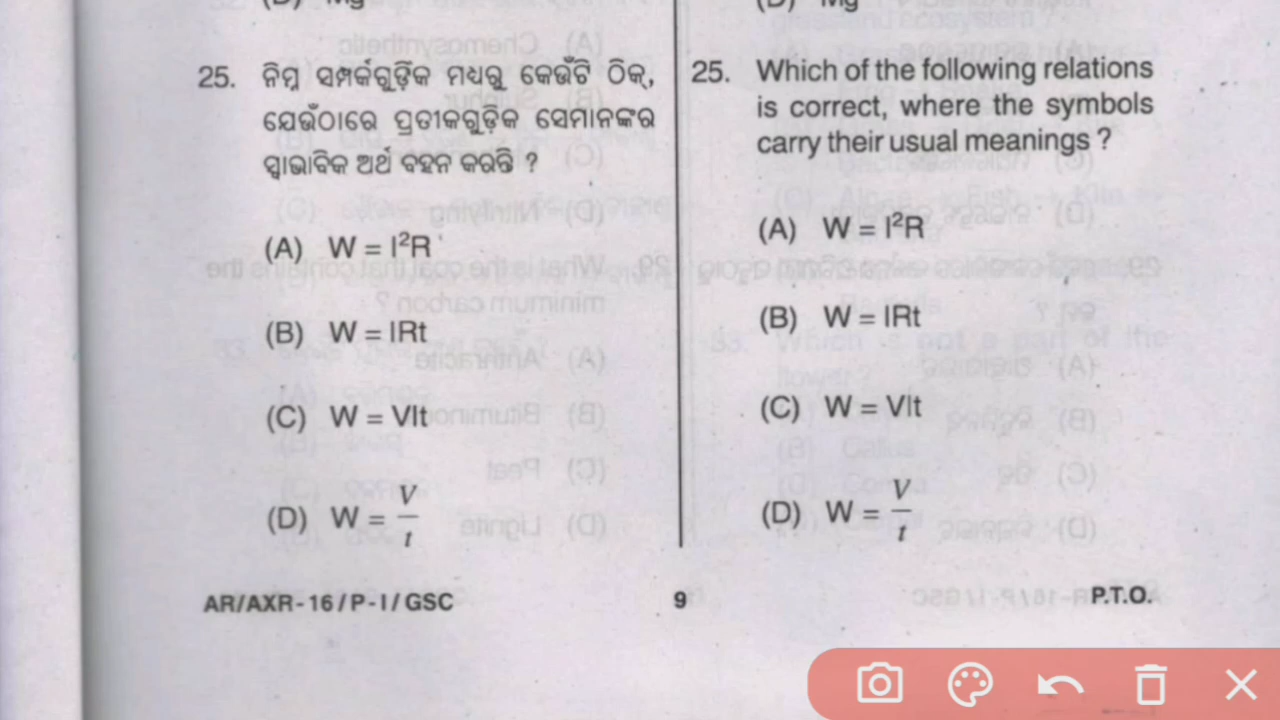 25. ନିମ୍ନ ସମ୍ପର୍କଗୁଡ଼ିକ ମଧ୍ୟରୁ କେଉଁଟି ଠିକ୍,
ଯେଉଁଠାରେ ପ୍ରତୀକଗୁଡ଼ିକ ସେମାନଙ୍କର
ସ୍ୱାଭାବିକ ଅର୍ଥ ବହନ କରନ୍ତି ?
(A) W = I²R
(B) W = IRt
(C) W = VIt
(D) W = V/t
25. Which of the following relations
is correct, where the symbols
carry their usual meanings ?
(A) W = I²R
(B) W = IRt
(C) W = VIt
(D) W = V/t
AR/AXR-16/P-I/GSC 9 P.T.O.